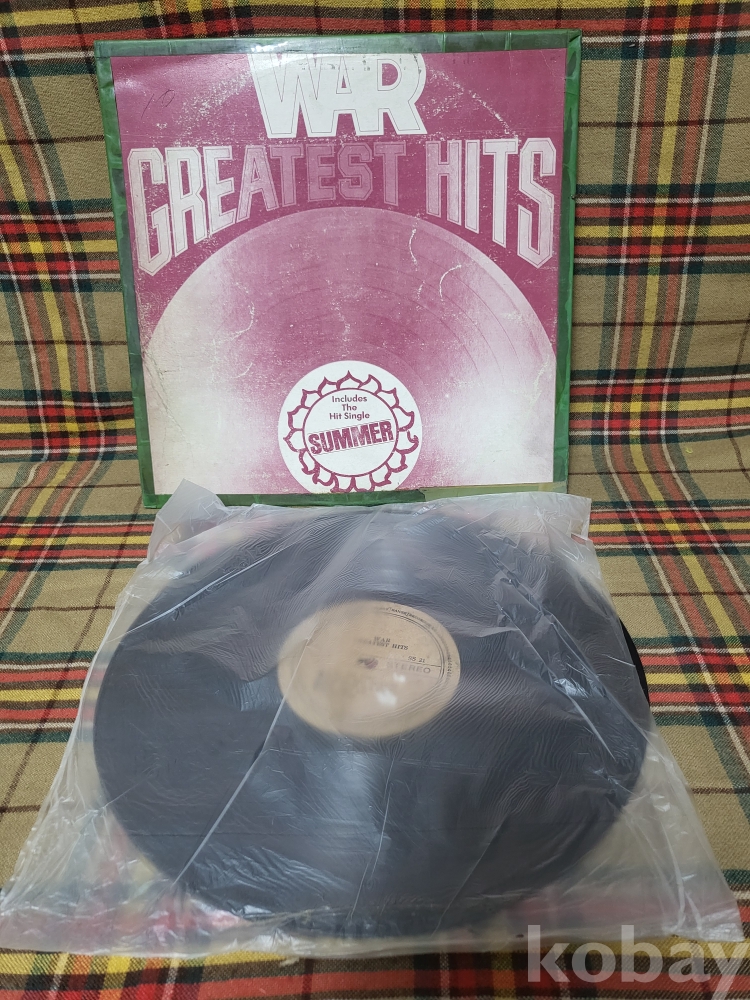 WAR
GREATEST HITS
Includes
The
Hit Single
SUMMER
WAR
GREATEST HITS
STEREO
kobay